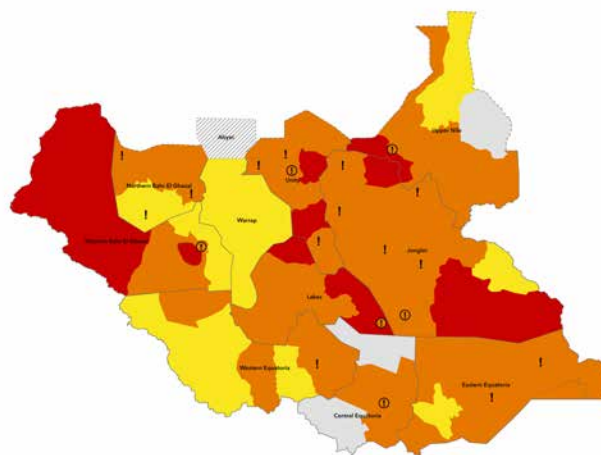 Abyei
Upper Nile
Unity
Northern Bahr El Ghazal
Warrap
Western Bahr El Ghazal
Jonglei
Lakes
Western Equatoria
Eastern Equatoria
Central Equatoria